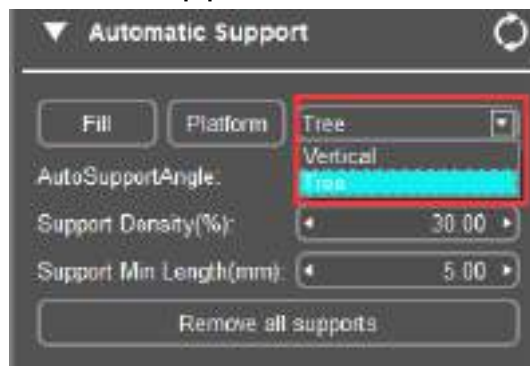 Automatic Support
Fill Platform Tree
Vertical
AutoSupportAngle: Tree
Support Density(%): 30.00
Support Min Length(mm): 5.00
Remove all supports